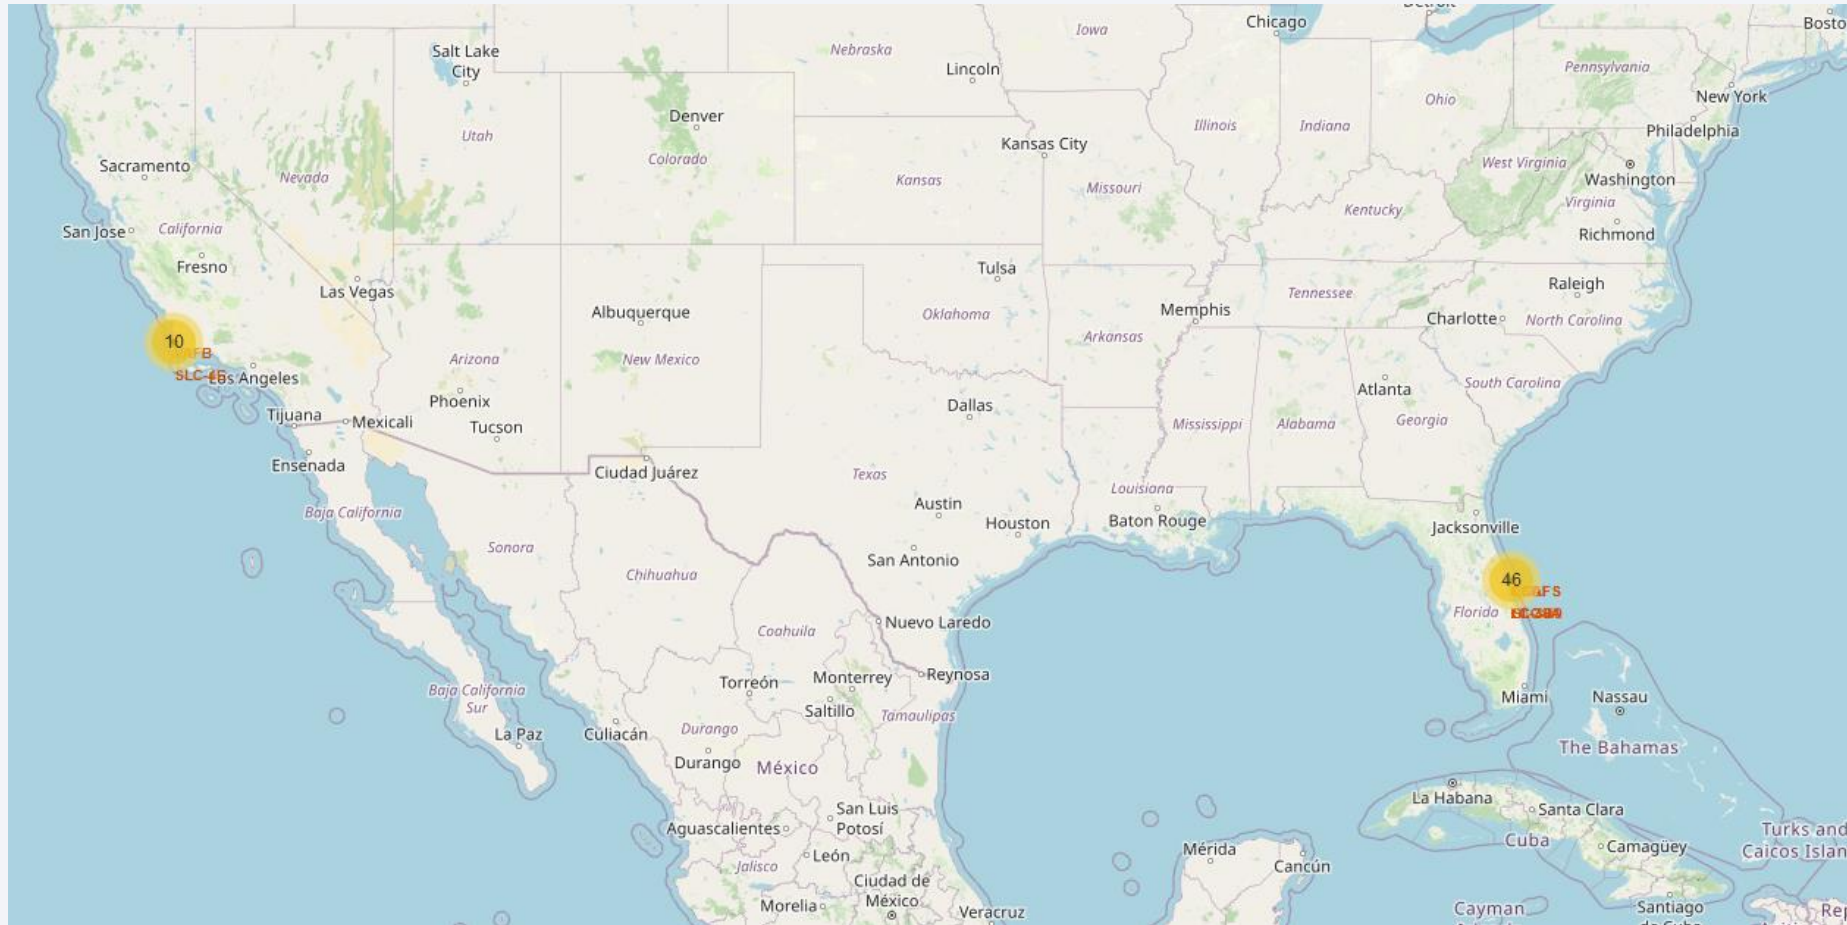 Chicago
Boston
Iowa
Nebraska
Salt Lake
City
Lincoln
Pennsylvania
Ohio
New York
Denver
Utah
Colorado
Illinois
Indiana
Philadelphia
Kansas City
Sacramento
Nevada
Kansas
Missouri
West Virginia
Washington
Virginia
Kentucky
San Jose
California
Richmond
Fresno
Las Vegas
Tulsa
Raleigh
Tennessee
Albuquerque
Oklahoma
Memphis
Charlotte
North Carolina
10
Arizona
New Mexico
Arkansas
Los Angeles
South Carolina
Atlanta
Phoenix
Dallas
Tijuana
Mexicali
Tucson
Mississippi
Alabama
Georgia
Ensenada
Ciudad Juárez
Texas
Louisiana
Baja California
Austin
Houston
Baton Rouge
Jacksonville
Sonora
San Antonio
Chihuahua
46
Florida
Nuevo Laredo
Coahuila
Reynosa
Torreón
Monterrey
Baja California
Sur
Saltillo
Tamaulipas
Miami
Nassau
La Paz
Culiacán
Durango
Durango
México
The Bahamas
La Habana
Santa Clara
San Luis
Potosí
Aguascalientes
Turks and
Cuba
Camagüey
Caicos
Mérida
León
Jalisco
Cancún
Ciudad de
México
Morelia
Veracruz
Cayman
Santiago